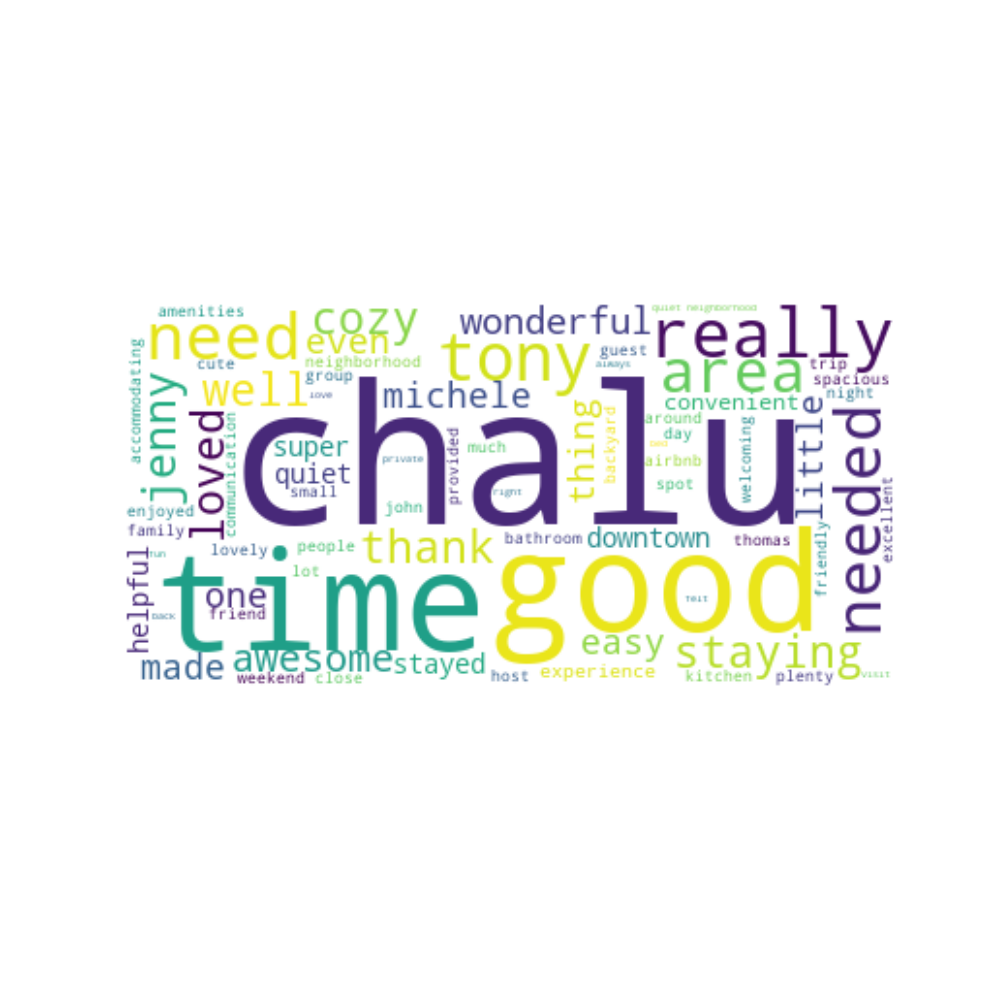 amenities
cozy
wonderful
quiet neighborhood
really
need
even
tony
guest
always
area
trip
accommodating
cute
neighborhood
spacious
jenny
well
group
love
michele
convenient
night
loved
chalu
thing
backyard
around
little
communication
super
provided
much
day
welcoming
needed
quiet
private
airbnb
small
right
spot
excellent
enjoyed
john
family
thank
bathroom
downtown
thomas
friendly
helpful
lovely
people
time
good
lot
one
friend
back
easy
staying
made
awesome
stayed
experience
weekend
close
host
kitchen
plenty
visit